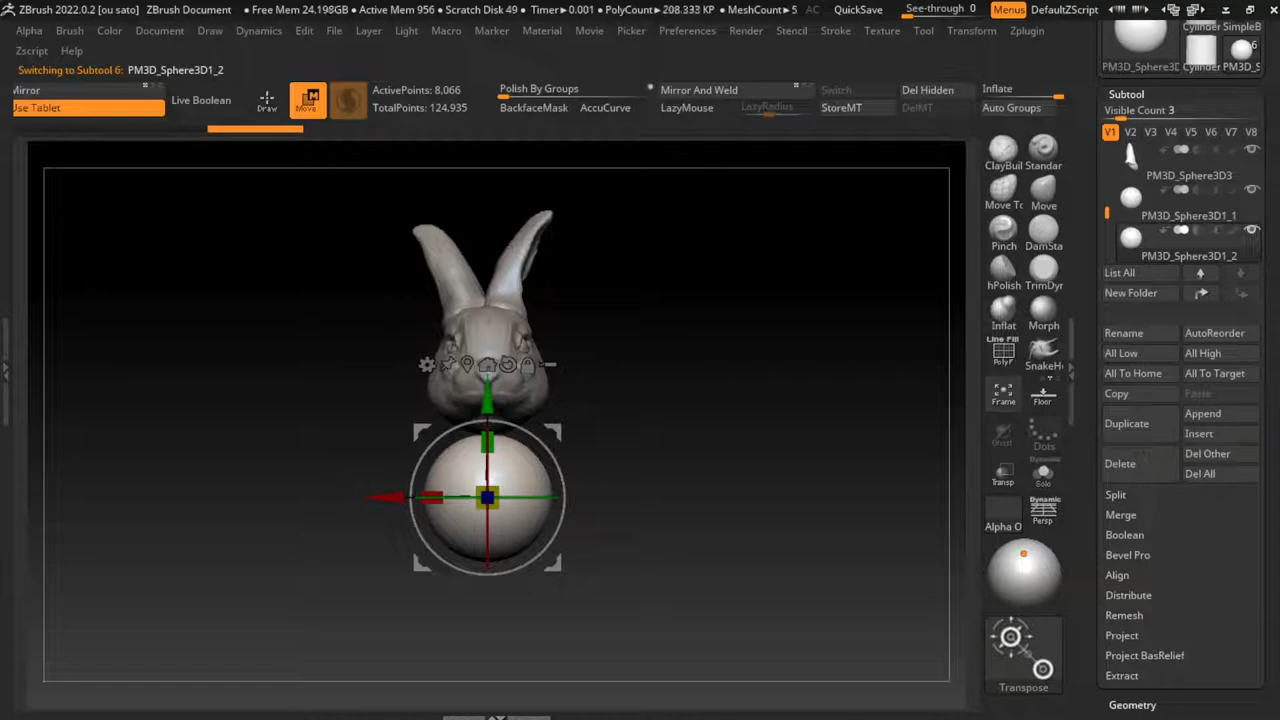 ZBrush 2022.0.2 [ou sato] ZBrush Document • Free Mem 24.198GB • Active Mem 956 • Scratch Disk 49 • Timer▸0.001 • PolyCount▸208.333 KP • MeshCount▸5 AC QuickSave See-through 0 Menus DefaultZScript
Alpha Brush Color Document Draw Dynamics Edit File Layer Light Macro Marker Material Movie Picker Preferences Render Stencil Stroke Texture Tool Transform Zplugin
Zscript Help
Switching to Subtool 6: PM3D_Sphere3D1_2
Mirror
Use Tablet
Live Boolean
Draw
Move
ActivePoints: 8.066
TotalPoints: 124.935
Polish By Groups
BackfaceMask AccuCurve
Mirror And Weld
LazyMouse LazyRadius
Switch
StoreMT
Del Hidden
DelMT
Inflate
Auto Groups
PM3D_Sphere3D
Cylinder SimpleB
6
Cylinder PM3D_S
Subtool
Visible Count 3
V1 V2 V3 V4 V5 V6 V7 V8
PM3D_Sphere3D3
PM3D_Sphere3D1_1
PM3D_Sphere3D1_2
List All
New Folder
Rename AutoReorder
All Low All High
All To Home All To Target
Copy Paste
Duplicate Append
Insert
Delete Del Other
Del All
Split
Merge
Boolean
Bevel Pro
Align
Distribute
Remesh
Project
Project BasRelief
Extract
Geometry
ClayBuil Standar
Move To Move
Pinch DamSta
hPolish TrimDyr
Inflat Morph
Line Fill
PolyF SnakeHo
Frame Floor
Ghost Dots
Dynamic
Transp Solo
Dynamic
Alpha O Persp
Transpose